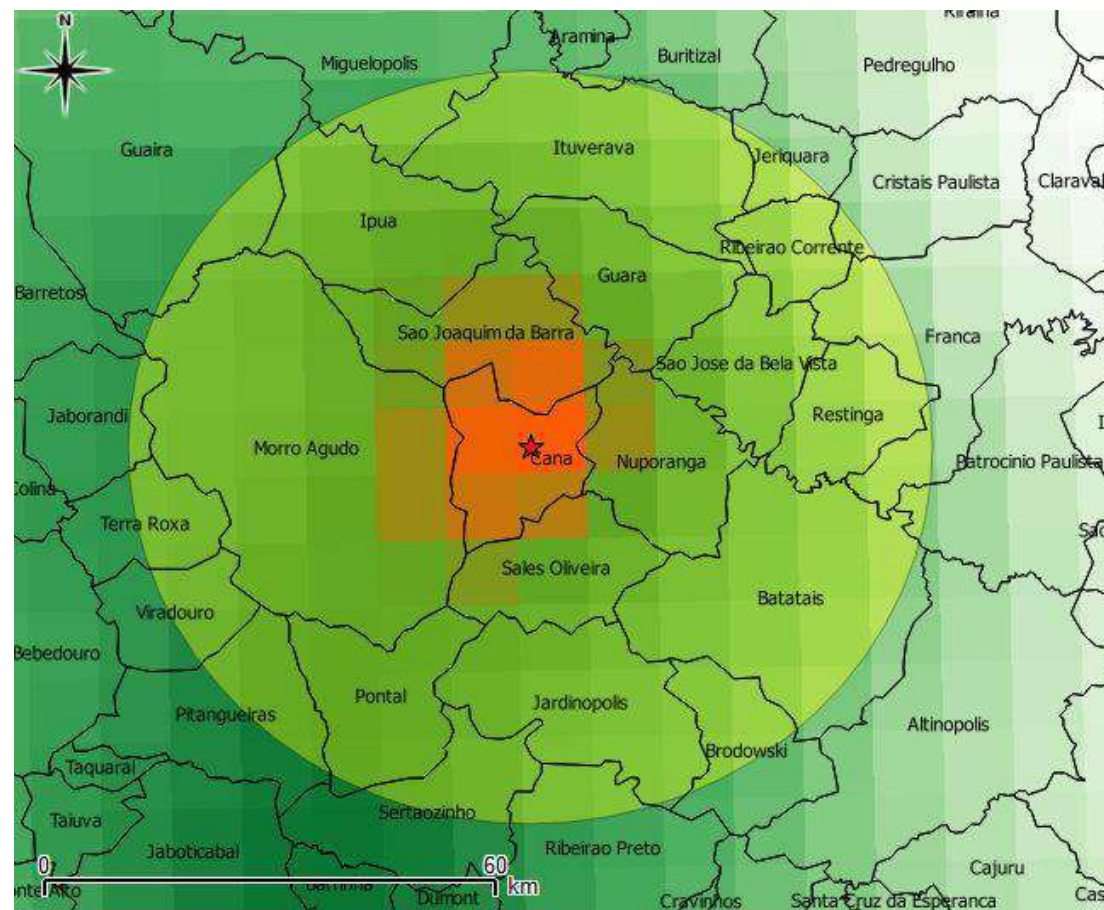 N
Aramina
Buritizal
Miguelopolis
Pedregulho
Guaira
Ituverava
Jeriquara
Cristais Paulista
Ipua
Ribeirao Corrente
Guara
Barretos
Sao Joaquim da Barra
Franca
Sao Jose da Bela Vista
Jaborandi
Restinga
Morro Agudo
Cana
Nuporanga
Patrocinio Paulista
Colina
Terra Roxa
Sales Oliveira
Batatais
Viradouro
Bebedouro
Pontal
Jardinopolis
Pitangueiras
Altinopolis
Brodowski
Taquaral
Sertaozinho
Taiuva
Jaboticabal
Ribeirao Preto
0
60
km
Cajuru
Dumont
Cravinhos
Santa Cruz da Esperanca